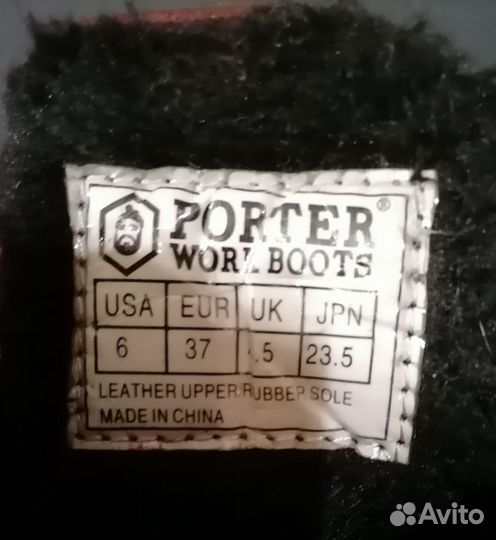 PORTER®
WORK BOOTS
USA EUR UK JPN
6 37 .5 23.5
LEATHER UPPER RUBBER SOLE
MADE IN CHINA
Avito